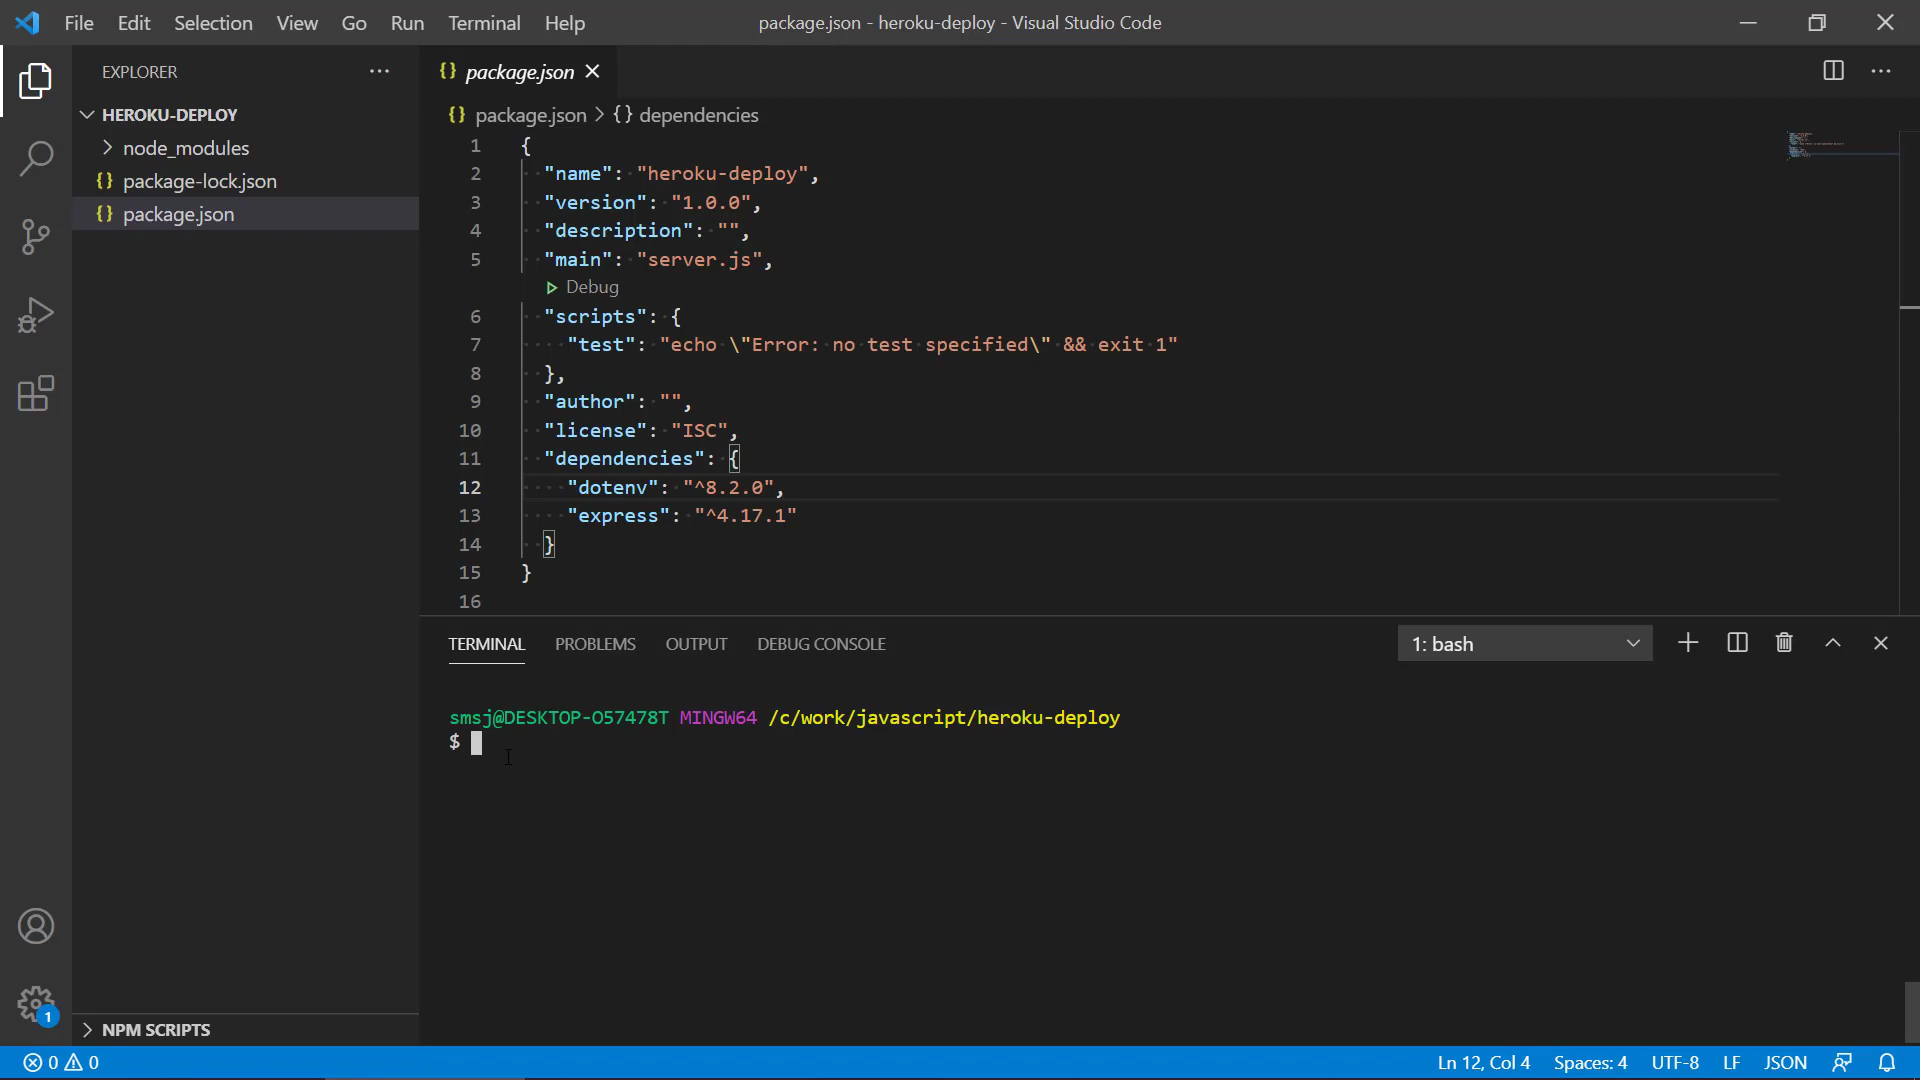 File Edit Selection View Go Run Terminal Help
package.json - heroku-deploy - Visual Studio Code
EXPLORER
HEROKU-DEPLOY
node_modules
package-lock.json
package.json
NPM SCRIPTS
package.json
package.json > {} dependencies
1 {
2 "name": "heroku-deploy",
3 "version": "1.0.0",
4 "description": "",
5 "main": "server.js",
Debug
6 "scripts": {
7 "test": "echo \"Error: no test specified\" && exit 1"
8 },
9 "author": "",
10 "license": "ISC",
11 "dependencies": {
12 "dotenv": "^8.2.0",
13 "express": "^4.17.1"
14 }
15 }
16
TERMINAL PROBLEMS OUTPUT DEBUG CONSOLE
1: bash
smsj@DESKTOP-O57478T MINGW64 /c/work/javascript/heroku-deploy
$
1
0 0
Ln 12, Col 4 Spaces: 4 UTF-8 LF JSON